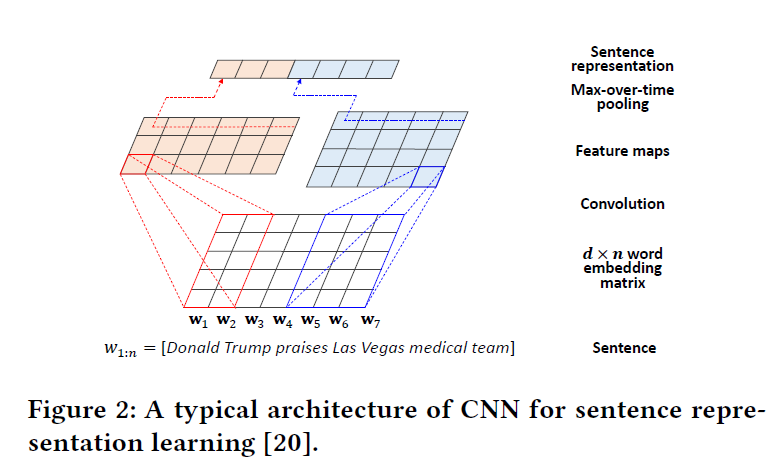 Sentence
representation
Max-over-time
pooling
Feature maps
Convolution
d × n word
embedding
matrix
w₁ w₂ w₃ w₄ w₅ w₆ w₇
w₁:ₙ = [Donald Trump praises Las Vegas medical team]
Sentence
Figure 2: A typical architecture of CNN for sentence repre-
sentation learning [20].